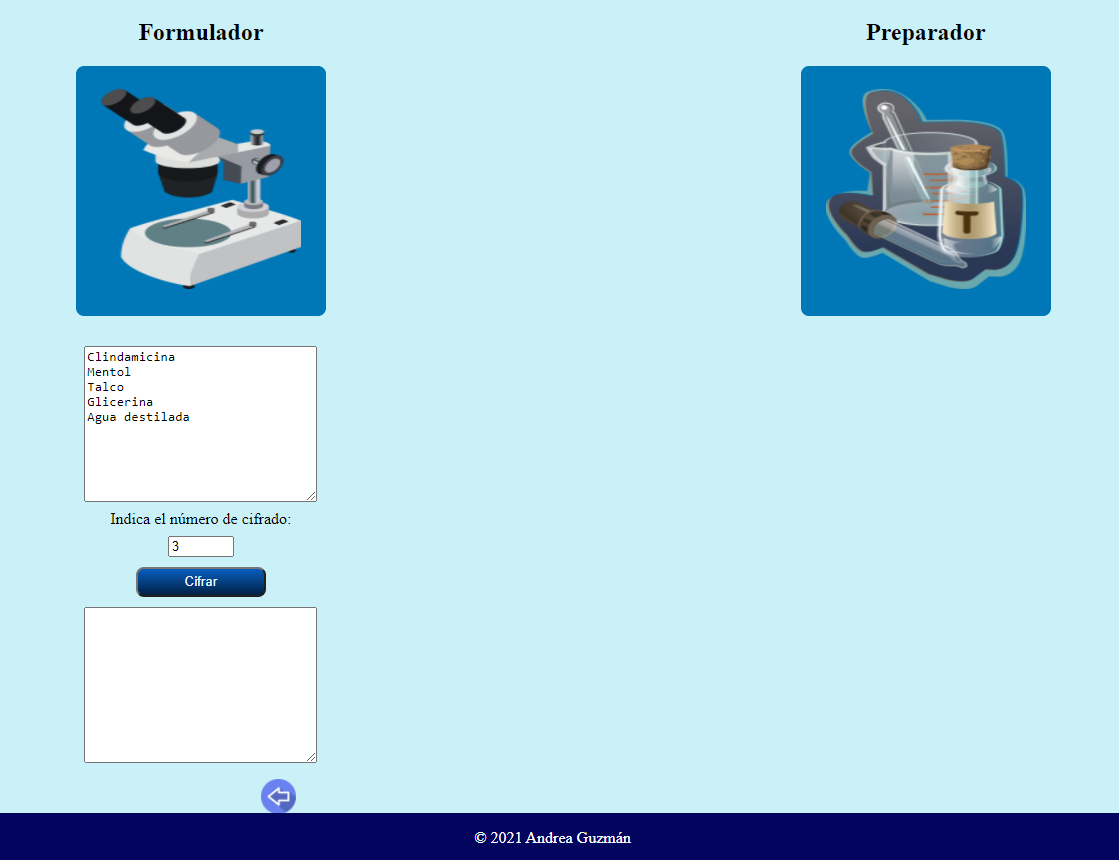 Formulador
Preparador
T
Clindamicina
Mentol
Talco
Glicerina
Agua destilada
Indica el número de cifrado:
3
Cifrar
© 2021 Andrea Guzmán